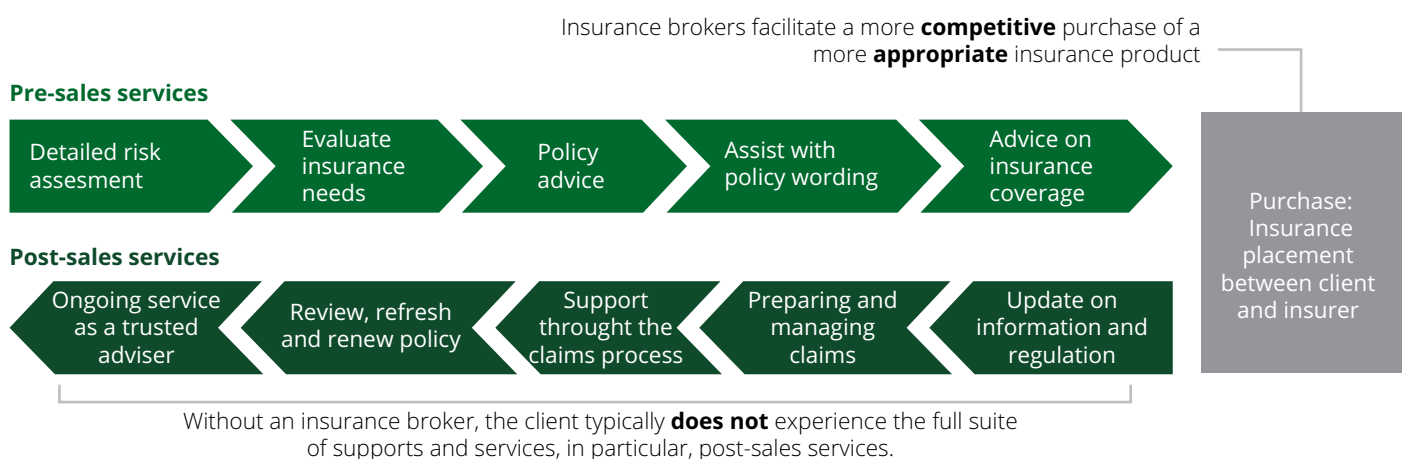 Insurance brokers facilitate a more competitive purchase of a
more appropriate insurance product
Pre-sales services
Detailed risk
assesment
Evaluate
insurance
needs
Policy
advice
Assist with
policy wording
Advice on
insurance
coverage
Purchase:
Insurance
placement
between client
and insurer
Post-sales services
Ongoing service
as a trusted
adviser
Review, refresh
and renew policy
Support
throught the
claims process
Preparing and
managing
claims
Update on
information and
regulation
Without an insurance broker, the client typically does not experience the full suite
of supports and services, in particular, post-sales services.